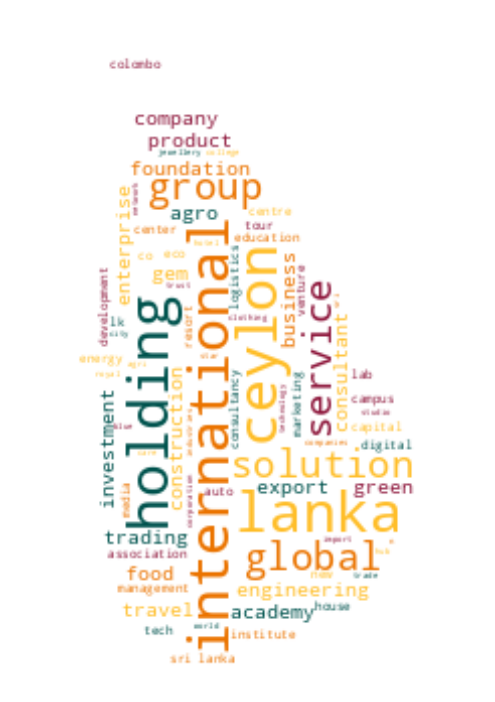 colombo
company
product
jewellery college
foundation
group
enterprise
network
agro
centre
center
tour
education
hotel
co
eco
gem
trust
international
ceylon
logistics
business
venture
development
holding
resort
service
lk
city
clothing
star
consultant
energy
agri
royal
construction
consultancy
marketing
technology
lab
campus
studio
investment
blue
capital
companies
digital
care
solution
media
corporation
auto
export
green
lanka
trading
association
import
global
hub
food
new
trade
management
engineering
travel
academy
house
tech
world
institute
sri lanka